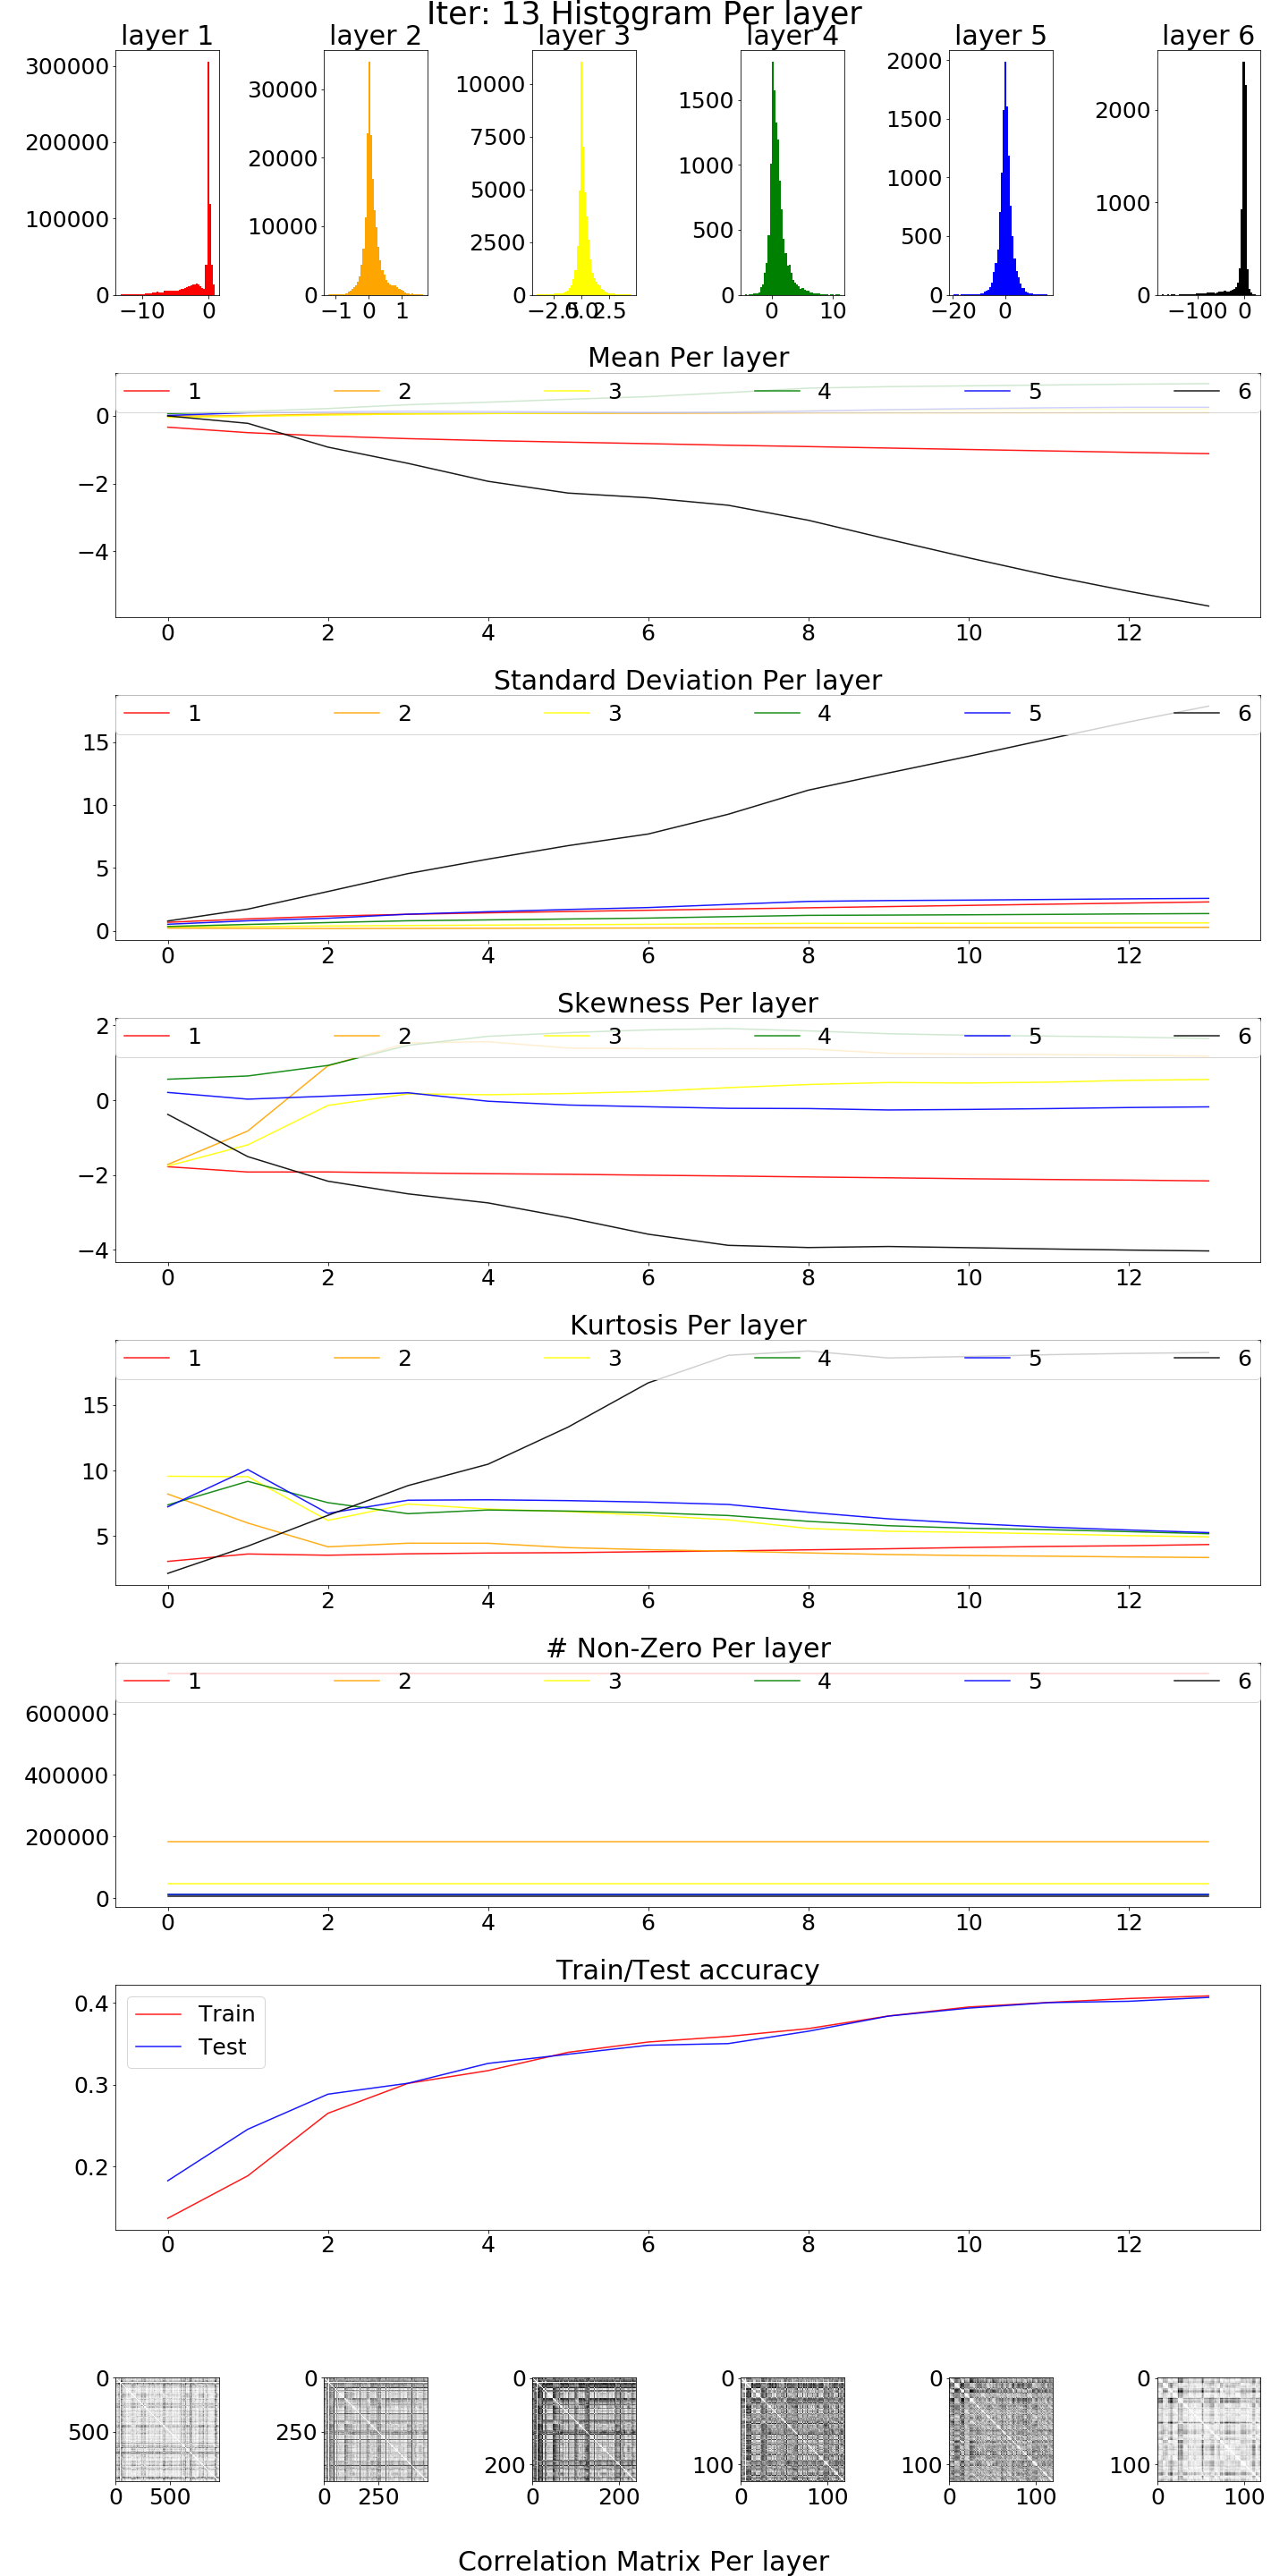 Iter: 13 Histogram Per layer
layer 1 layer 2 layer 3 layer 4 layer 5 layer 6
300000 200000 100000 0
−10 0
30000 20000 10000 0
−1 0 1
10000 7500 5000 2500 0
−2.5 0.0 2.5
1500 1000 500 0
0 10
2000 1500 1000 500 0
−20 0
2000 1000 0
−100 0
Mean Per layer
1 2 3 4 5 6
0
−2
−4
0 2 4 6 8 10 12
Standard Deviation Per layer
1 2 3 4 5 6
15
10
5
0
0 2 4 6 8 10 12
Skewness Per layer
2
1 2 3 4 5 6
0
−2
−4
0 2 4 6 8 10 12
Kurtosis Per layer
1 2 3 4 5 6
15
10
5
0 2 4 6 8 10 12
# Non-Zero Per layer
1 2 3 4 5 6
600000
400000
200000
0
0 2 4 6 8 10 12
Train/Test accuracy
0.4
Train
Test
0.3
0.2
0 2 4 6 8 10 12
0 500
0 500
0 250
0 250
0 200
0 200
0 100
0 100
0 100
0 100
0 100
0 100
Correlation Matrix Per layer